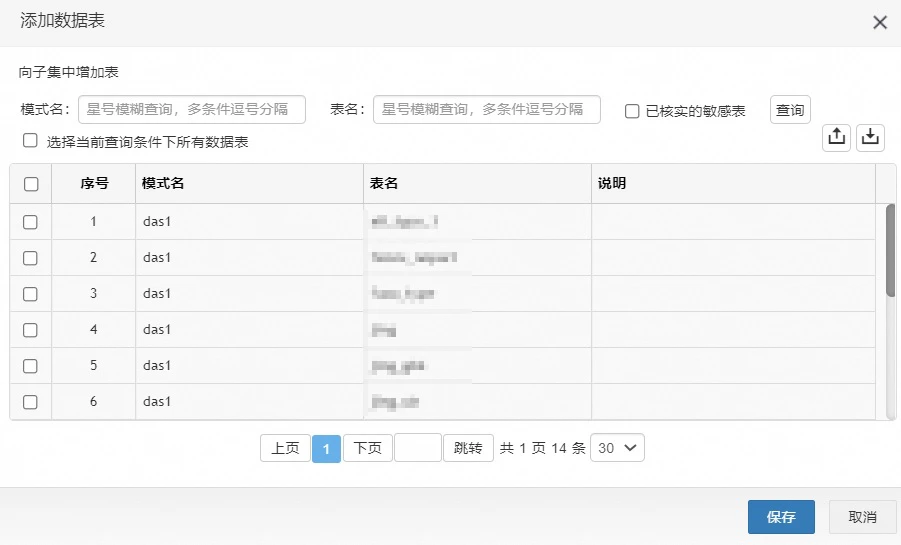 添加数据表
向子集中增加表
模式名： 星号模糊查询，多条件逗号分隔 表名： 星号模糊查询，多条件逗号分隔 已核实的敏感表 查询
选择当前查询条件下所有数据表
序号 模式名 表名 说明
1 das1
2 das1
3 das1
4 das1
5 das1
6 das1
上页 1 下页 跳转 共 1 页 14 条 30
保存 取消